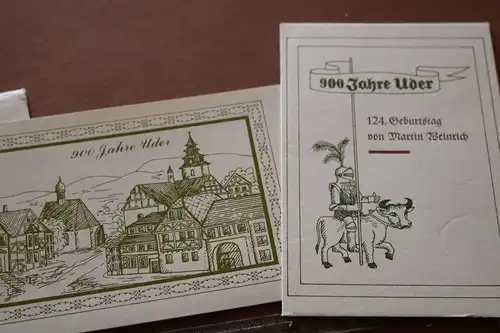 900 Jahre Uder
900 Jahre Uder
124. Geburtstag
von Martin Weinrich